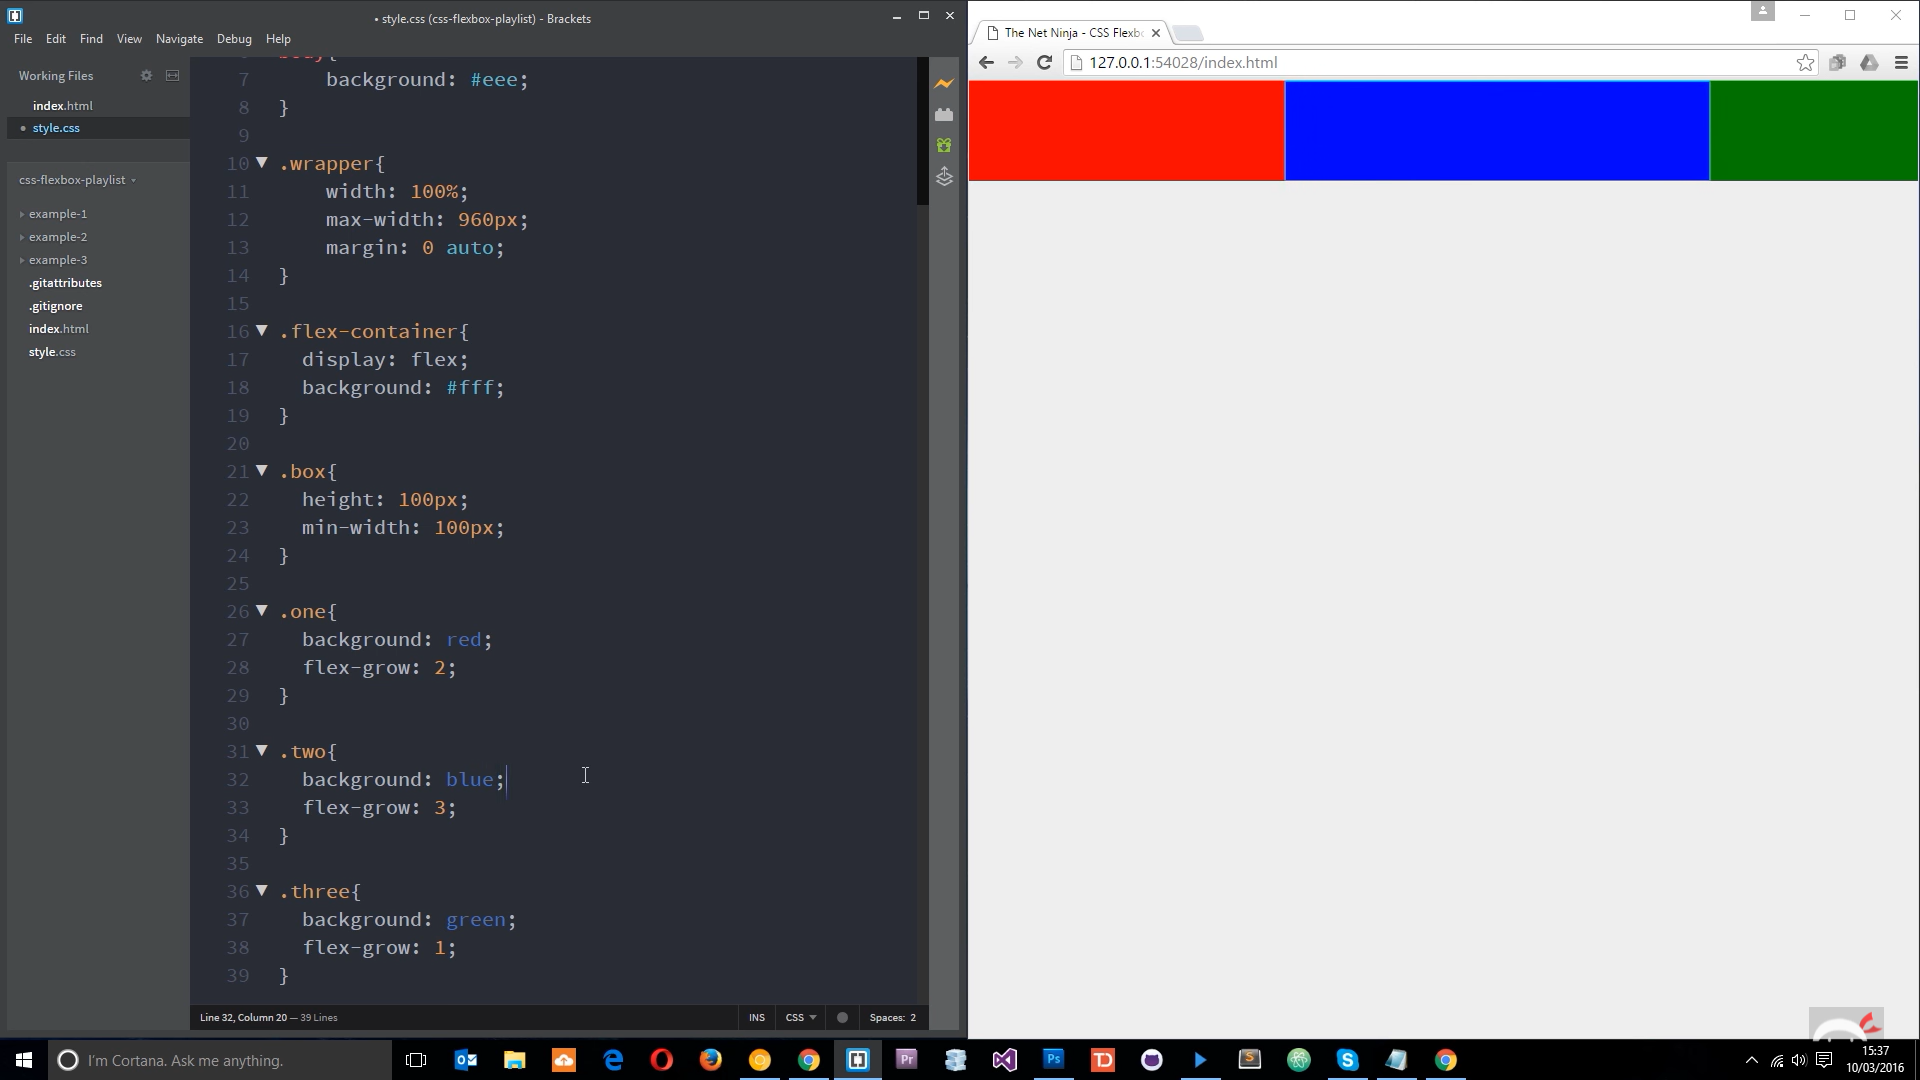 • style.css (css-flexbox-playlist) - Brackets
File Edit Find View Navigate Debug Help
Working Files
index.html
• style.css
css-flexbox-playlist
example-1
example-2
example-3
.gitattributes
.gitignore
index.html
style.css
7 background: #eee;
8 }
9
10 .wrapper{
11 width: 100%;
12 max-width: 960px;
13 margin: 0 auto;
14 }
15
16 .flex-container{
17 display: flex;
18 background: #fff;
19 }
20
21 .box{
22 height: 100px;
23 min-width: 100px;
24 }
25
26 .one{
27 background: red;
28 flex-grow: 2;
29 }
30
31 .two{
32 background: blue;
33 flex-grow: 3;
34 }
35
36 .three{
37 background: green;
38 flex-grow: 1;
39 }
Line 32, Column 20 — 39 Lines
INS CSS Spaces: 2
The Net Ninja - CSS Flexb
127.0.0.1:54028/index.html
I'm Cortana. Ask me anything.
Pr
Ps
TD
S
15:37
10/03/2016